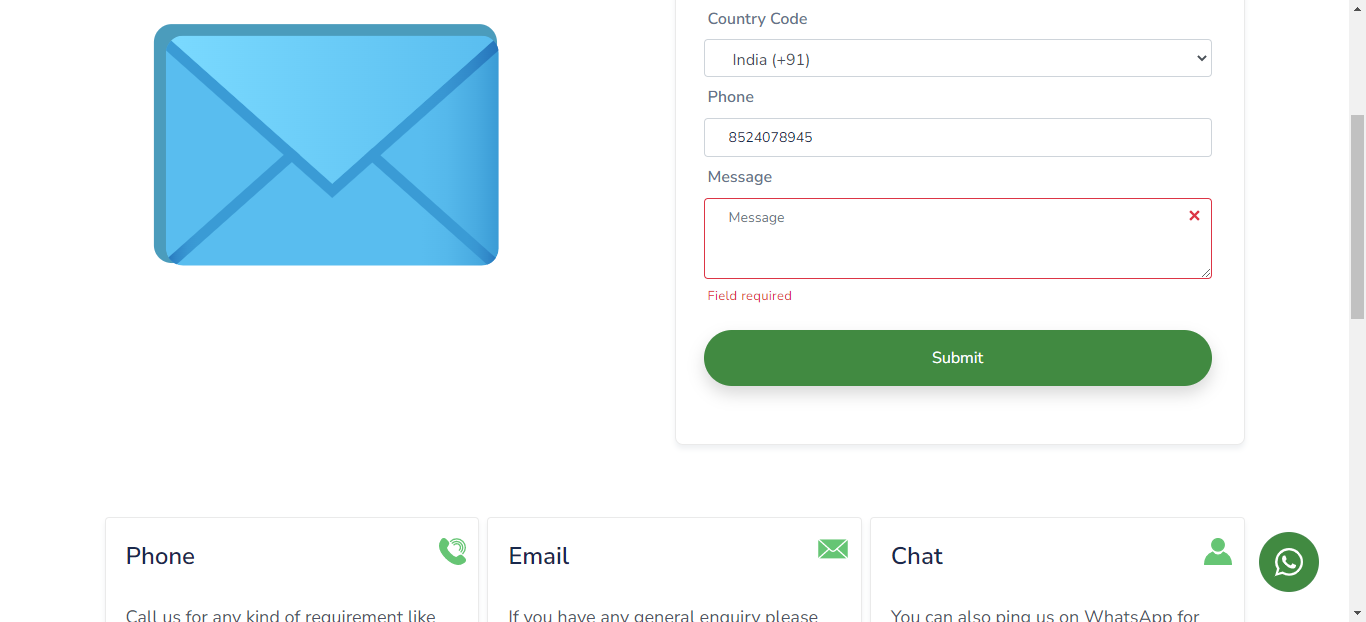 Country Code
India (+91)
Phone
8524078945
Message
Message
Field required
Submit
Phone
Call us for any kind of requirement like
Email
If you have any general enquiry please
Chat
You can also ping us on WhatsApp for